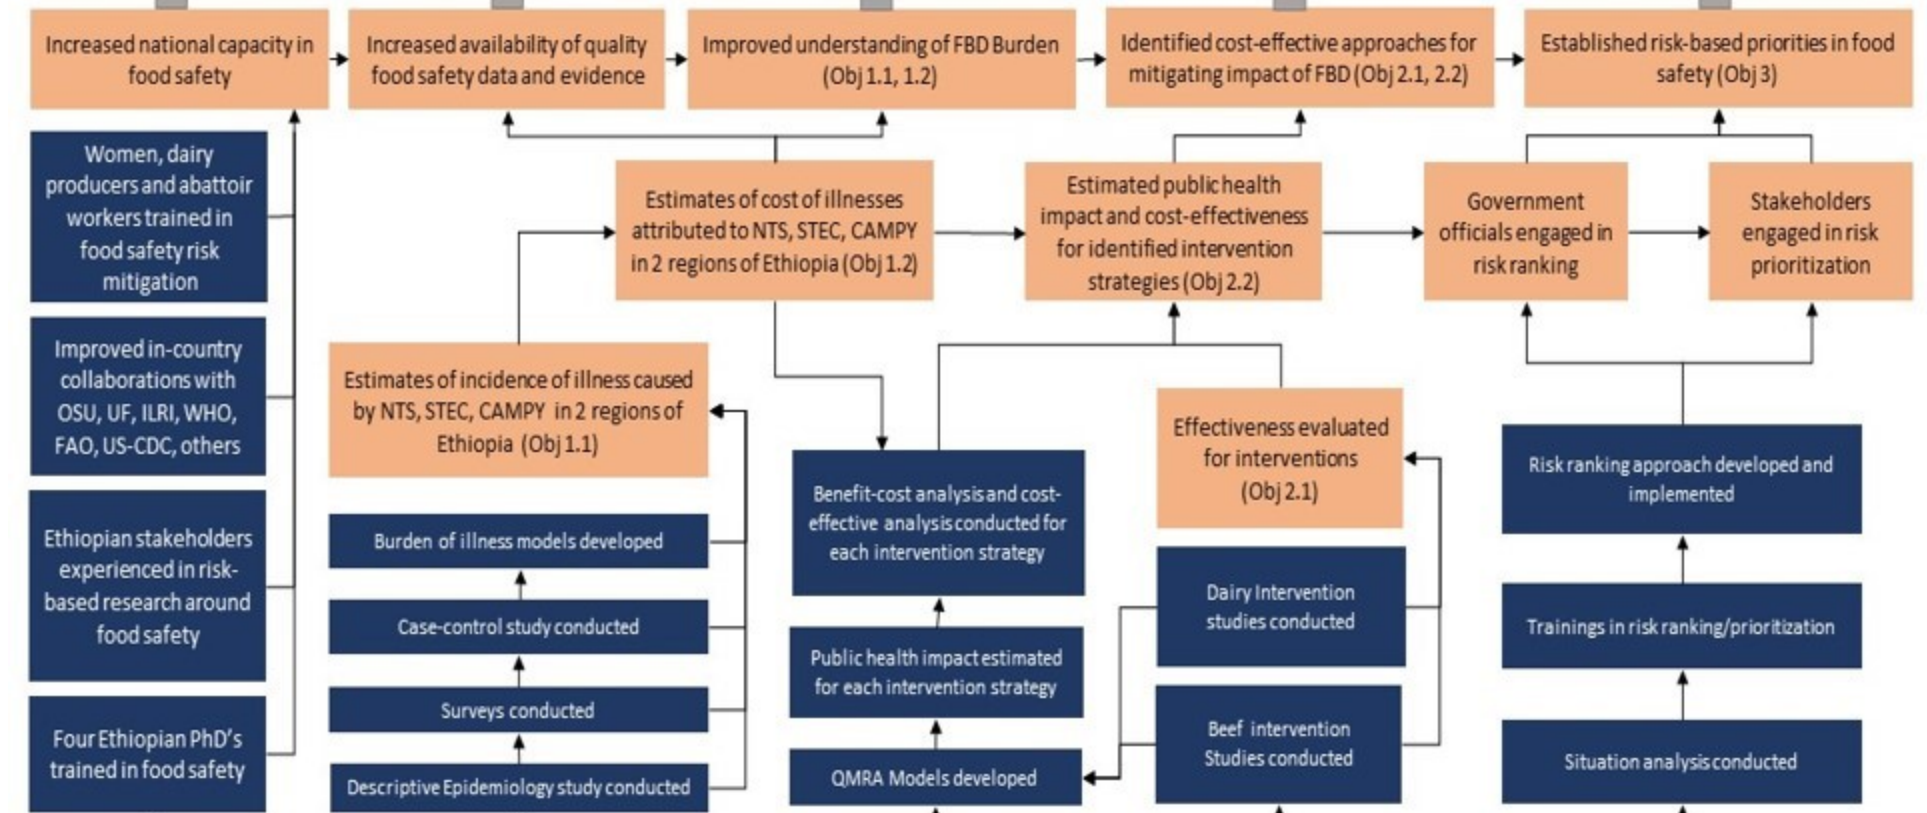 Increased national capacity in
food safety
Increased availability of quality
food safety data and evidence
Improved understanding of FBD Burden
(Obj 1.1, 1.2)
Identified cost-effective approaches for
mitigating impact of FBD (Obj 2.1, 2.2)
Established risk-based priorities in food
safety (Obj 3)
Women, dairy
producers and abattoir
workers trained in
food safety risk
mitigation
Improved in-country
collaborations with
OSU, UF, ILRI, WHO,
FAO, US-CDC, others
Ethiopian stakeholders
experienced in risk-
based research around
food safety
Four Ethiopian PhD's
trained in food safety
Estimates of cost of illnesses
attributed to NTS, STEC, CAMPY
in 2 regions of Ethiopia (Obj 1.2)
Estimated public health
impact and cost-effectiveness
for identified intervention
strategies (Obj 2.2)
Government
officials engaged in
risk ranking
Stakeholders
engaged in risk
prioritization
Estimates of incidence of illness caused
by NTS, STEC, CAMPY in 2 regions of
Ethiopia (Obj 1.1)
Burden of illness models developed
Case-control study conducted
Surveys conducted
Descriptive Epidemiology study conducted
Benefit-cost analysis and cost-
effective analysis conducted for
each intervention strategy
Public health impact estimated
for each intervention strategy
QMRA Models developed
Effectiveness evaluated
for interventions
(Obj 2.1)
Dairy Intervention
studies conducted
Beef intervention
Studies conducted
Risk ranking approach developed and
implemented
Trainings in risk ranking/prioritization
Situation analysis conducted